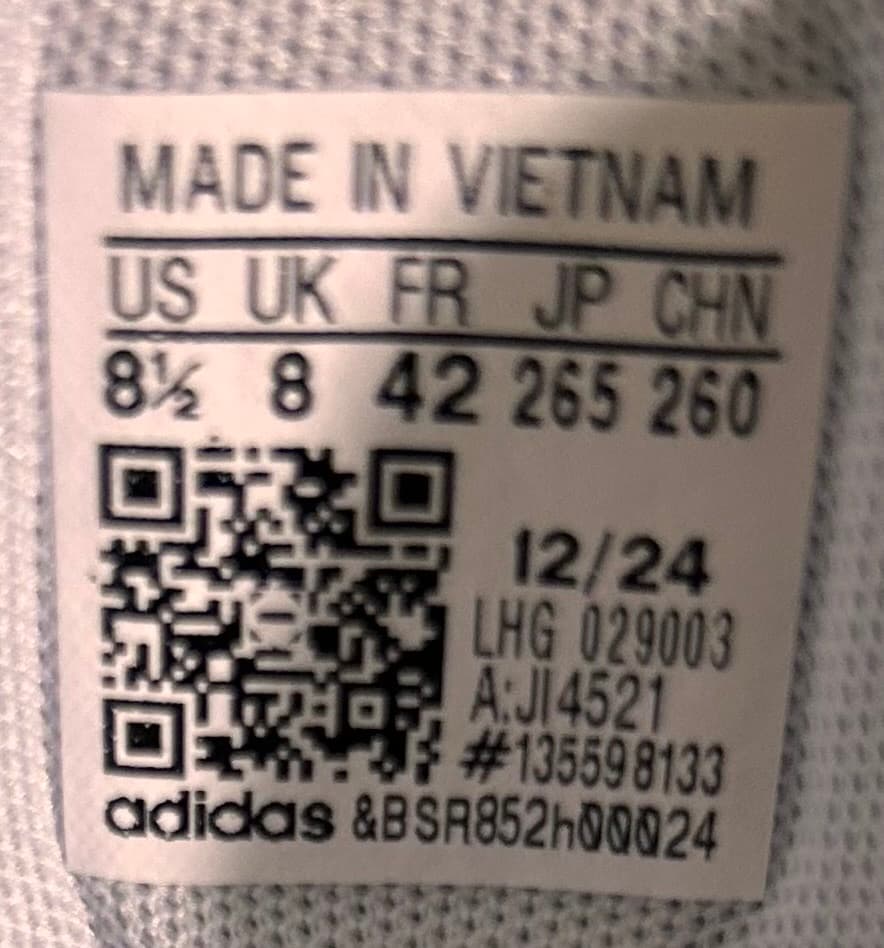 MADE IN VIETNAM
US UK FR JP CHN
8½ 8 42 265 260
12/24
LHG 029003
A:JI4521
#135598133
adidas &BSR852h00024